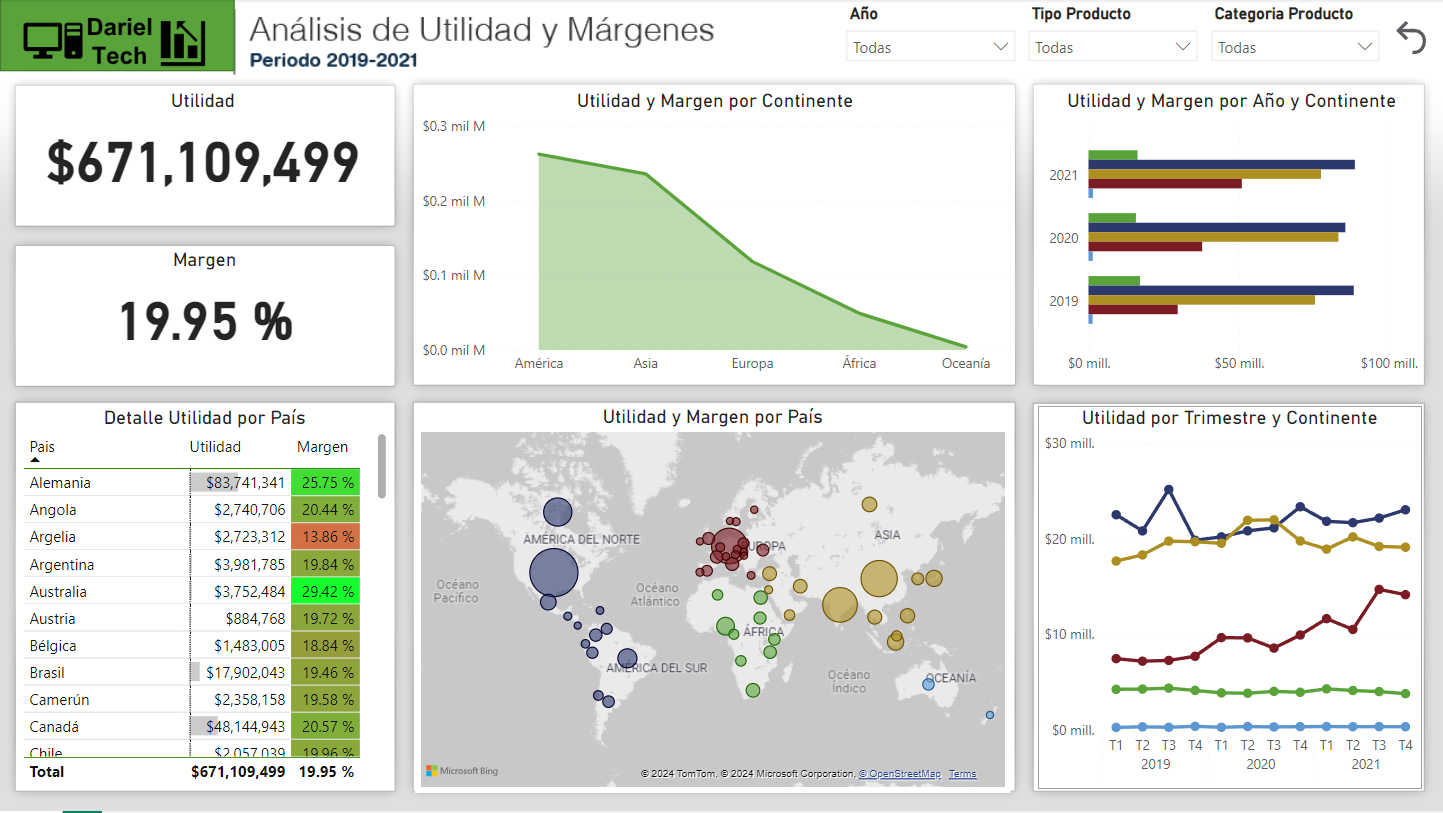 Dariel
Tech
Análisis de Utilidad y Márgenes
Periodo 2019-2021
Año
Todas
Tipo Producto
Todas
Categoria Producto
Todas
Utilidad
$671,109,499
Margen
19.95 %
Utilidad y Margen por Continente
$0.3 mil M
$0.2 mil M
$0.1 mil M
$0.0 mil M
América Asia Europa África Oceanía
Utilidad y Margen por Año y Continente
2021
2020
2019
$0 mill. $50 mill. $100 mill.
Detalle Utilidad por País
Pais Utilidad Margen
Alemania $83,741,341 25.75 %
Angola $2,740,706 20.44 %
Argelia $2,723,312 13.86 %
Argentina $3,981,785 19.84 %
Australia $3,752,484 29.42 %
Austria $884,768 19.72 %
Bélgica $1,483,005 18.84 %
Brasil $17,902,043 19.46 %
Camerún $2,358,158 19.58 %
Canadá $48,144,943 20.57 %
Chile $2,057,039 19.96 %
Total $671,109,499 19.95 %
Utilidad y Margen por País
AMÉRICA DEL NORTE
EUROPA
ASIA
Océano
Pacífico
Océano
Atlántico
ÁFRICA
AMÉRICA DEL SUR
Océano
Índico
OCEANÍA
Microsoft Bing
© 2024 TomTom, © 2024 Microsoft Corporation, © OpenStreetMap Terms
Utilidad por Trimestre y Continente
$30 mill.
$20 mill.
$10 mill.
$0 mill.
T1 T2 T3 T4 T1 T2 T3 T4 T1 T2 T3 T4
2019 2020 2021